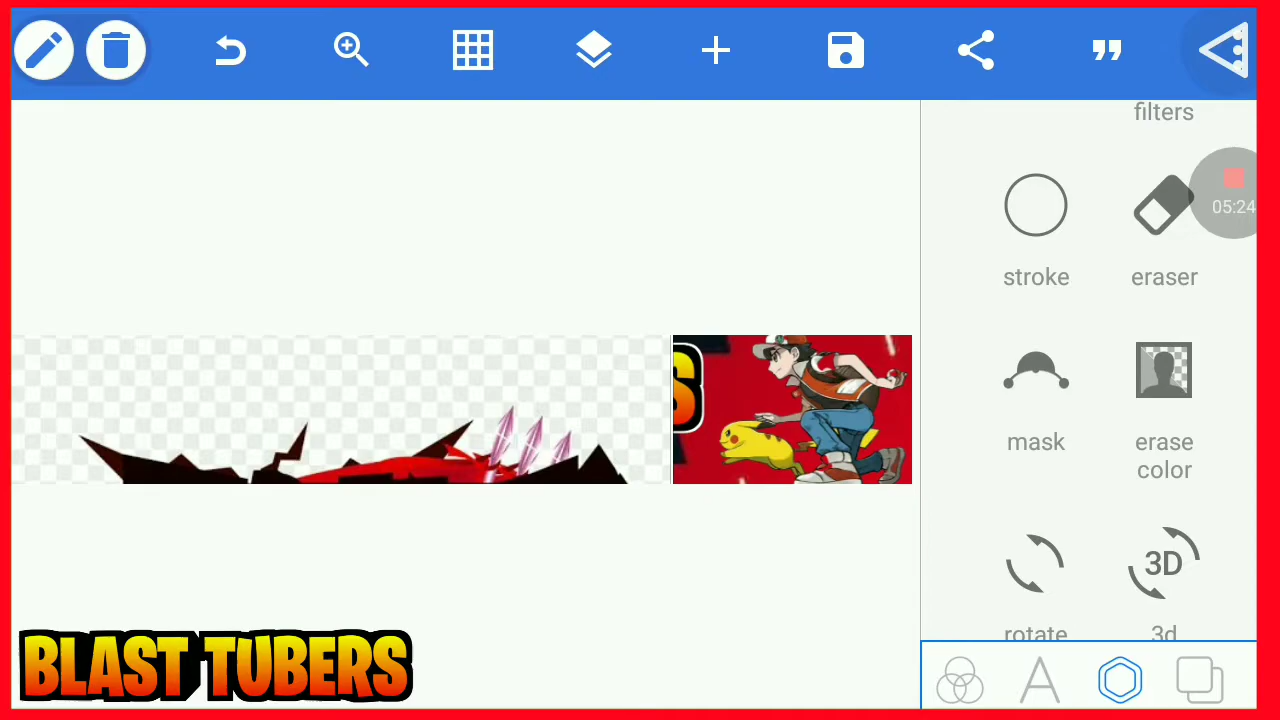 filters
05:24
stroke
eraser
S
mask
erase
color
3D
rotate
3d
BLAST TUBERS